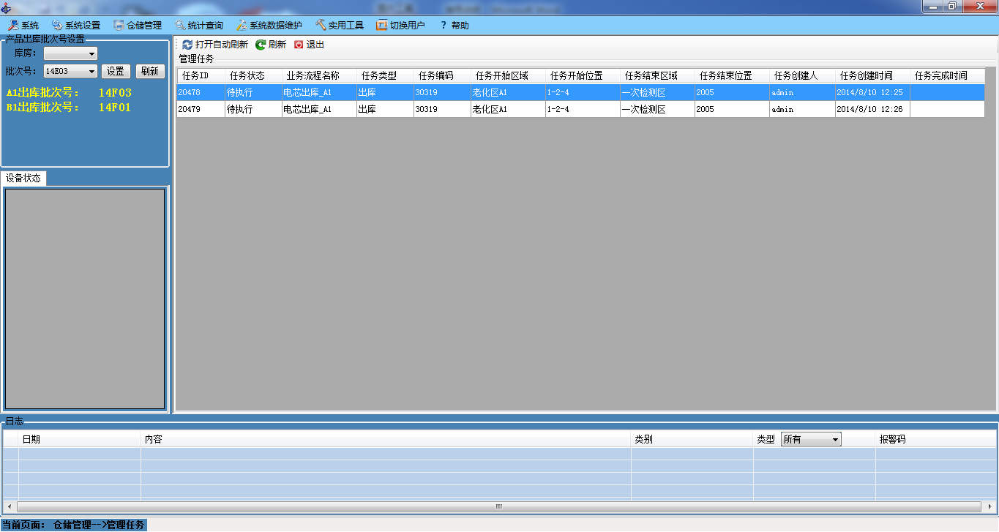 系统 系统设置 仓储管理 统计查询 系统数据维护 实用工具 切换用户 ? 帮助
产品出库批次号设置
库房：
批次号： 14E03 设置 刷新
A1出库批次号： 14F03
B1出库批次号： 14F01
设备状态
打开自动刷新 刷新 退出
管理任务
任务ID 任务状态 业务流程名称 任务类型 任务编码 任务开始区域 任务开始位置 任务结束区域 任务结束位置 任务创建人 任务创建时间 任务完成时间
20478 待执行 电芯出库_A1 出库 30319 老化区A1 1-2-4 一次检测区 2005 admin 2014/8/10 12:25
20479 待执行 电芯出库_A1 出库 30319 老化区A1 1-2-4 一次检测区 2005 admin 2014/8/10 12:26
日志
日期 内容 类别 类型 所有 报警码
当前页面： 仓储管理-->管理任务